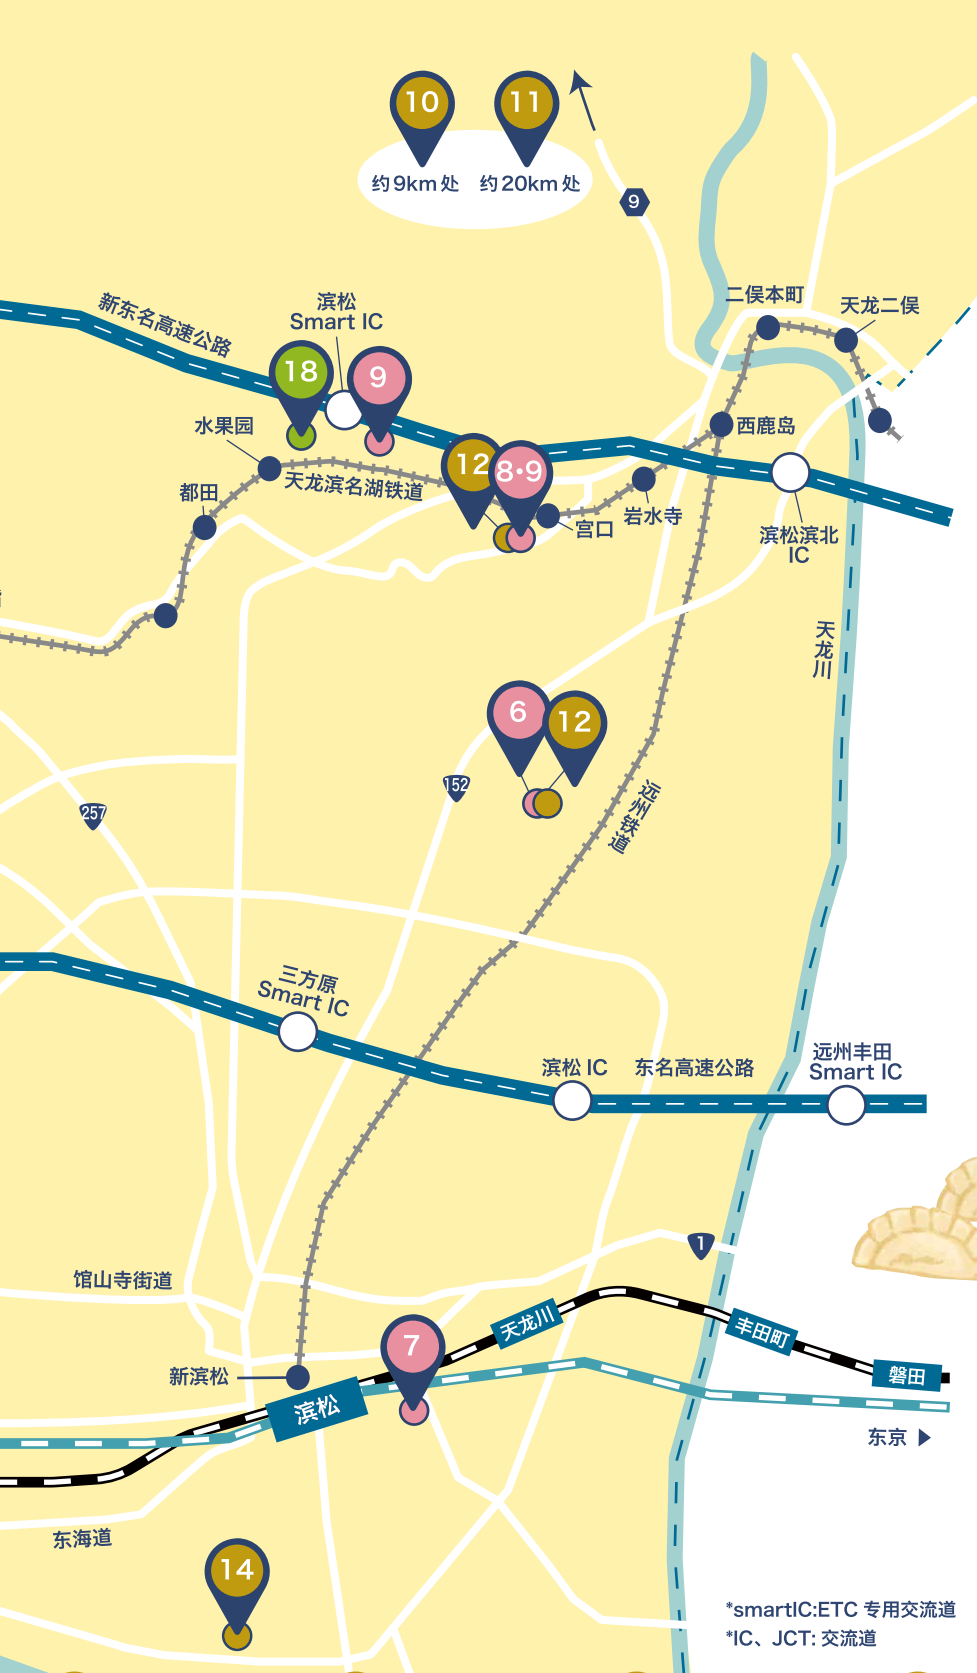 10
11
约9km处
约20km处
9
二俣本町
天龙二俣
新东名高速公路
滨松
Smart IC
18
9
水果园
西鹿岛
12
8·9
天龙滨名湖铁道
都田
岩水寺
宫口
滨松滨北
IC
天龙川
6
12
152
257
远州铁道
三方原
Smart IC
滨松 IC
东名高速公路
远州丰田
Smart IC
1
馆山寺街道
天龙川
丰田町
7
新滨松
磐田
滨松
东京
东海道
14
*smartIC:ETC 专用交流道
*IC、JCT: 交流道